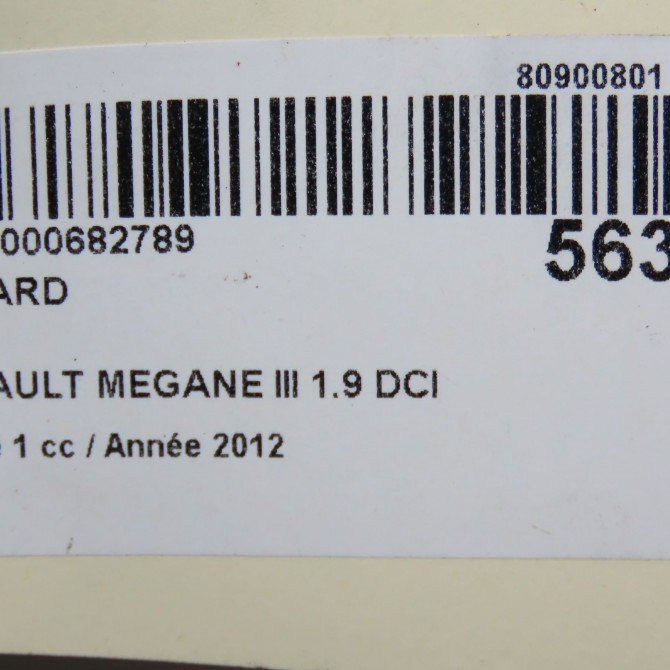 80900801
000682789
563
ARD
AULT MEGANE III 1.9 DCI
1 cc / Année 2012